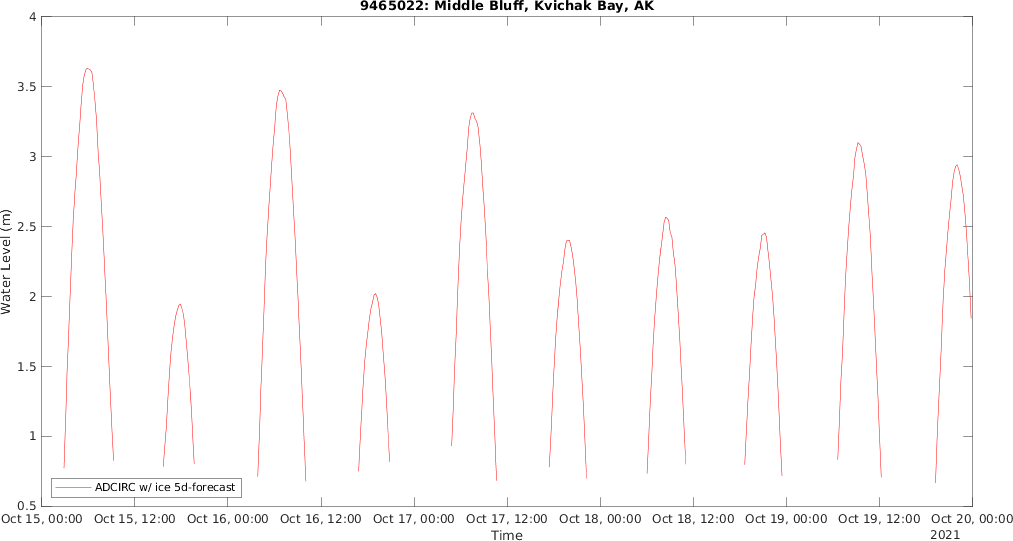 9465022: Middle Bluff, Kvichak Bay, AK
4
3.5
3
2.5
2
1.5
1
0.5
Water Level (m)
ADCIRC w/ ice 5d-forecast
Oct 15, 00:00 Oct 15, 12:00 Oct 16, 00:00 Oct 16, 12:00 Oct 17, 00:00 Oct 17, 12:00 Oct 18, 00:00 Oct 18, 12:00 Oct 19, 00:00 Oct 19, 12:00 Oct 20, 00:00
Time
2021